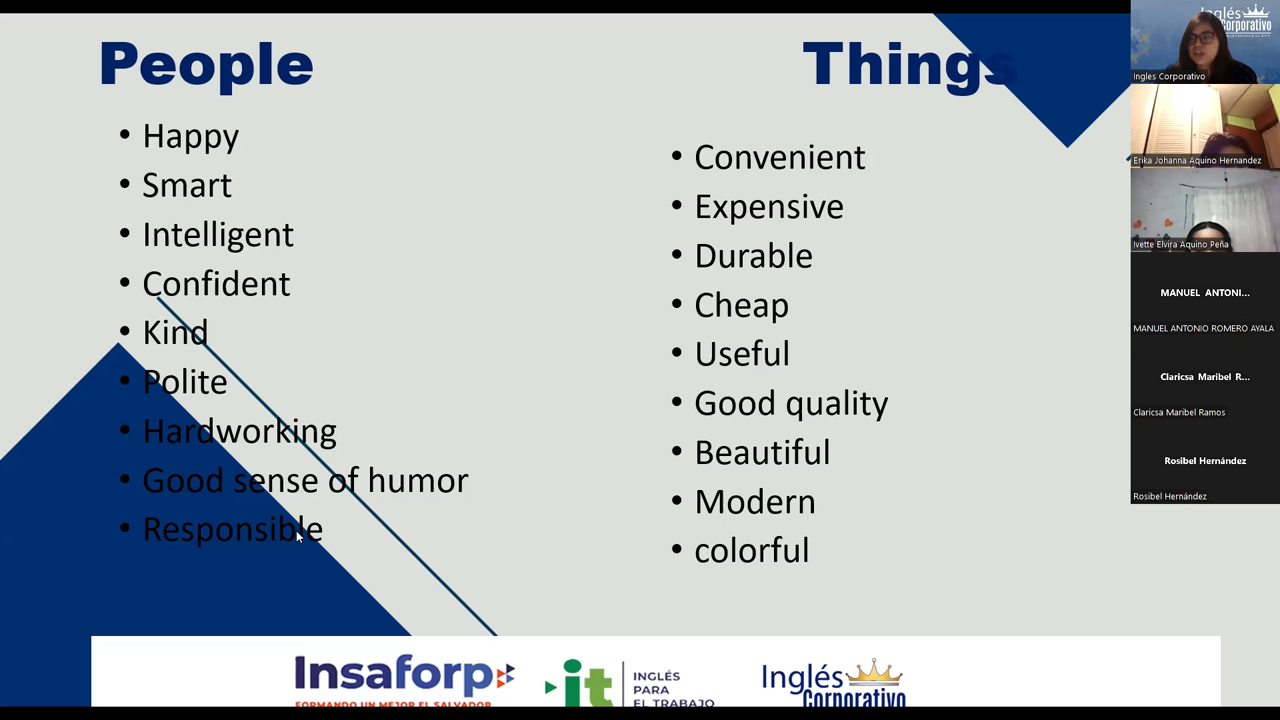 People
Happy
Smart
Intelligent
Confident
Kind
Polite
Hardworking
Good sense of humor
Responsible
Things
Convenient
Expensive
Durable
Cheap
Useful
Good quality
Beautiful
Modern
colorful
Insaforp
FORMANDO UN MEJOR EL SALVADOR
it
INGLÉS
PARA
EL TRABAJO
Inglés
Corporativo
Inglés
Corporativo
Ingles Corporativo
Erika Johanna Aquino Hernandez
Ivette Elvira Aquino Peña
MANUEL ANTONI...
MANUEL ANTONIO ROMERO AYALA
Claricsa Maribel R...
Claricsa Maribel Ramos
Rosibel Hernández
Rosibel Hernández